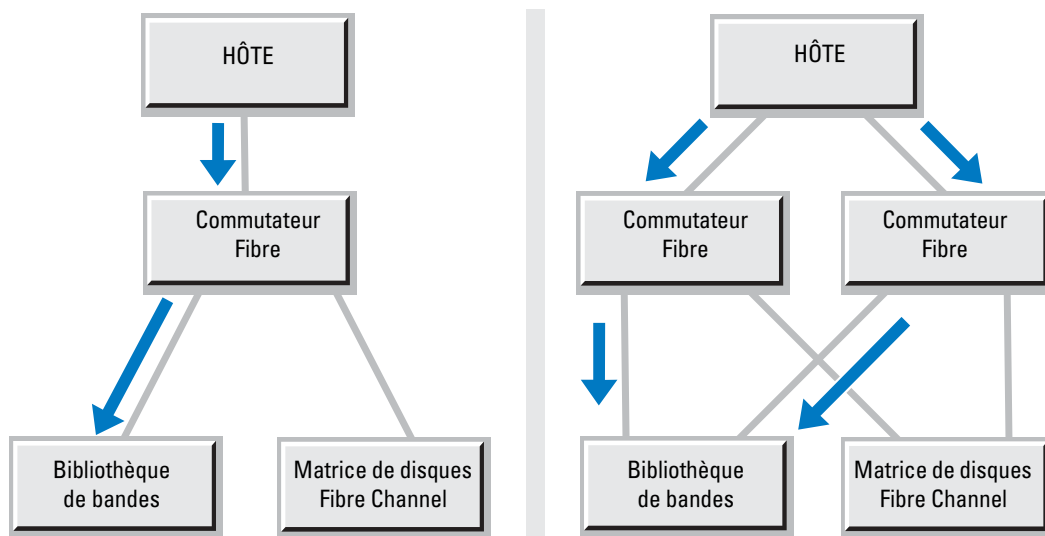 HÔTE
Commutateur
Fibre
Bibliothèque
de bandes
Matrice de disques
Fibre Channel
HÔTE
Commutateur
Fibre
Commutateur
Fibre
Bibliothèque
de bandes
Matrice de disques
Fibre Channel